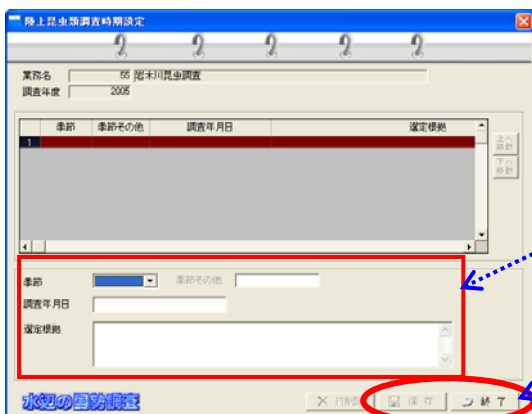 陸上昆虫類調査時期設定
業務名 55 岩木川昆虫調査
調査年度 2005
季節 季節その他 調査年月日 選定根拠
1
上へ移動
下へ移動
季節 季節その他
調査年月日
選定根拠
水辺の国勢調査
保存 終了